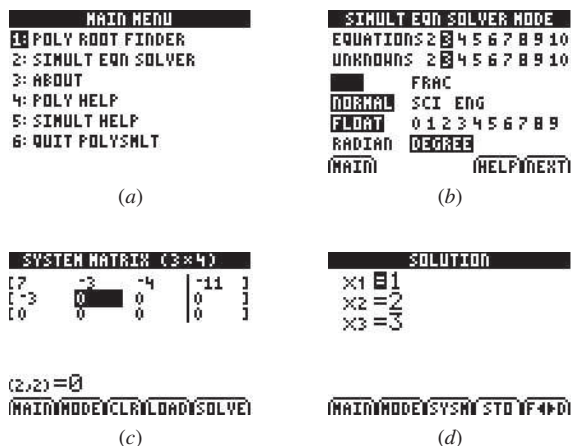 MAIN MENU
1: POLY ROOT FINDER
2: SIMULT EQN SOLVER
3: ABOUT
4: POLY HELP
5: SIMULT HELP
6: QUIT POLYSMLT
(a)
SIMULT EQN SOLVER MODE
EQUATIONS 2 3 4 5 6 7 8 9 10
UNKNOWNS 2 3 4 5 6 7 8 9 10
FRAC
NORMAL SCI ENG
FLOAT 0 1 2 3 4 5 6 7 8 9
RADIAN DEGREE
MAIN HELP NEXT
(b)
SYSTEM MATRIX (3×4)
[7 -3 -4 |-11 ]
[-3 0 0 |0 ]
[0 0 0 |0 ]
(2,2)=0
MAIN MODE CLR LOAD SOLVE
(c)
SOLUTION
X1 =1
X2 =2
X3 =3
MAIN MODE SYSM STO F◄►D
(d)